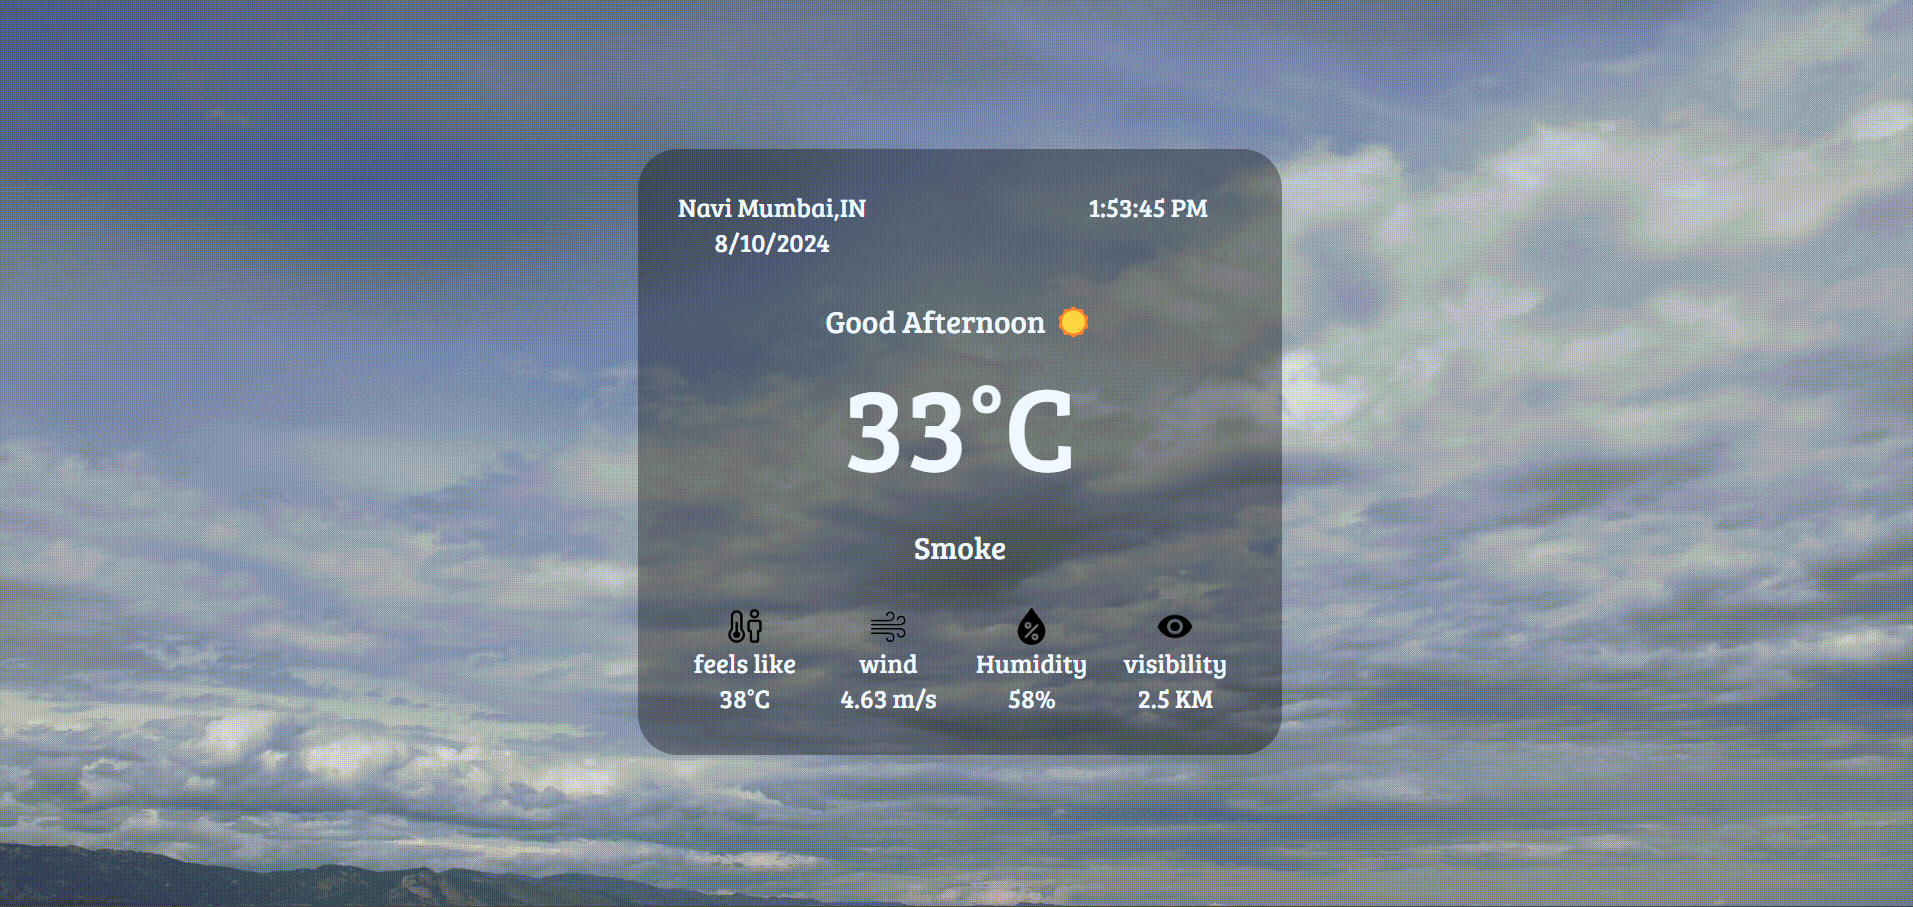 Navi Mumbai,IN
1:53:45 PM
8/10/2024
Good Afternoon
33°C
Smoke
feels like
38°C
wind
4.63 m/s
Humidity
58%
visibility
2.5 KM